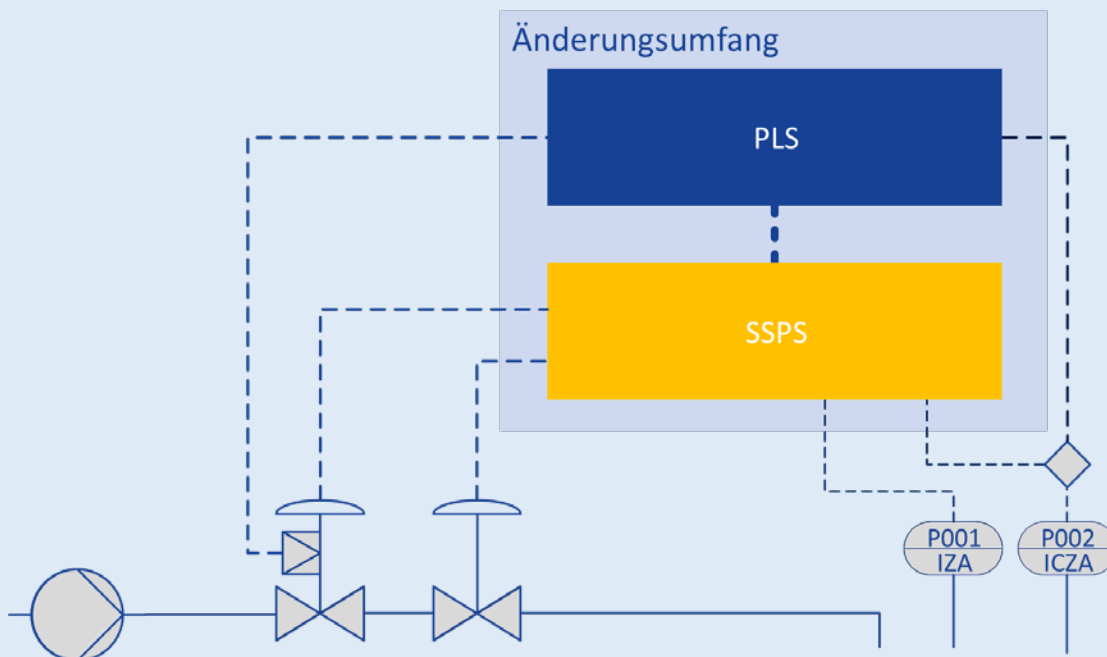 Änderungsumfang
PLS
SSPS
P001
IZA
P002
ICZA